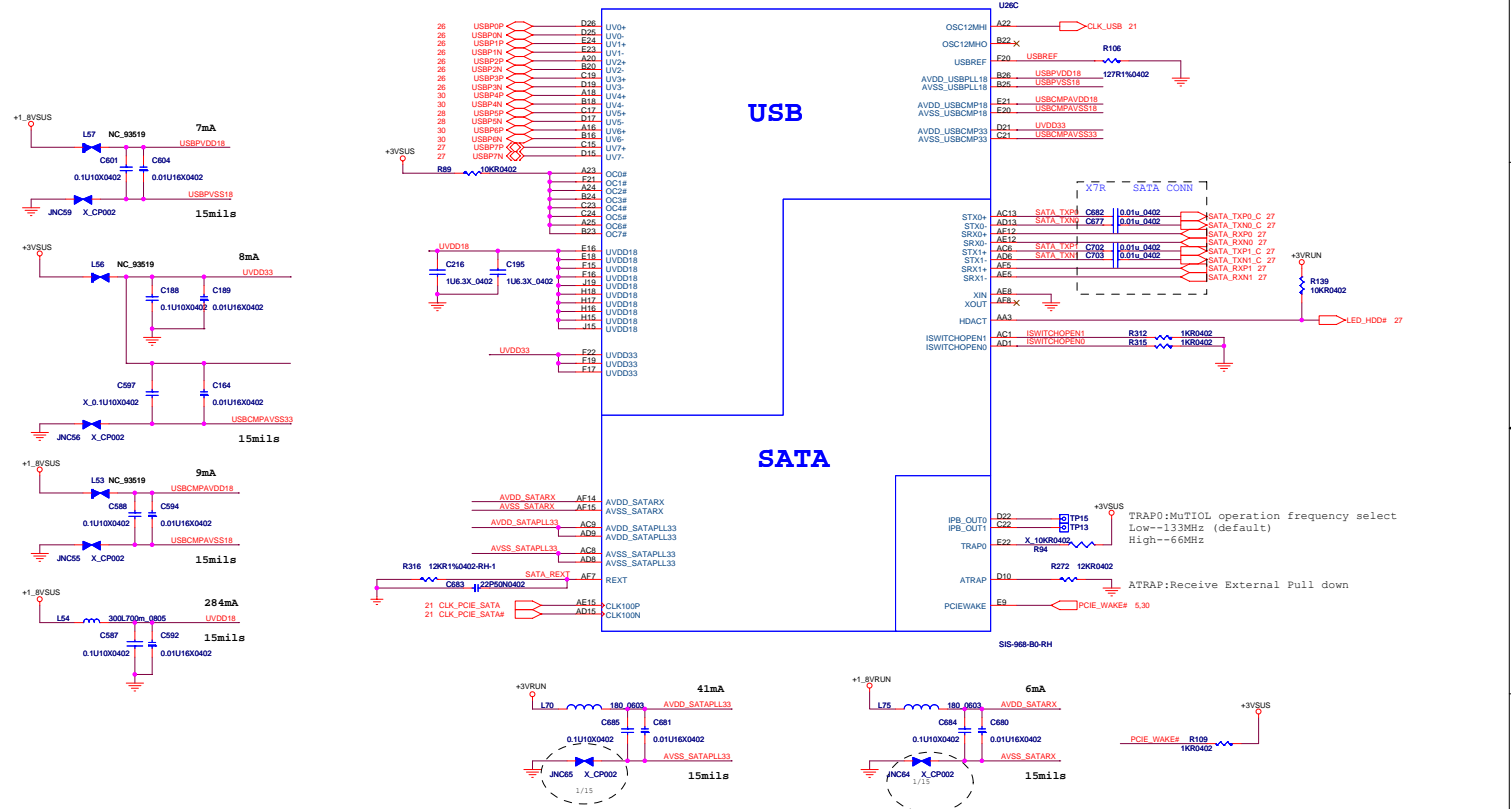 U26C
USB
SATA
SIS-968-B0-RH
26 USBP0P D26 UV0+
26 USBP0N D25 UV0-
26 USBP1P E24 UV1+
26 USBP1N E23 UV1-
26 USBP2P A20 UV2+
26 USBP2N B20 UV2-
26 USBP3P C19 UV3+
26 USBP3N D19 UV3-
30 USBP4P A18 UV4+
30 USBP4N B18 UV4-
28 USBP5P C17 UV5+
28 USBP5N D17 UV5-
30 USBP6P A16 UV6+
30 USBP6N B16 UV6-
27 USBP7P C15 UV7+
27 USBP7N D15 UV7-
+3VSUS
R89 10KR0402
A23 OC0#
F21 OC1#
A24 OC2#
B24 OC3#
C23 OC4#
C24 OC5#
A25 OC6#
B23 OC7#
UVDD18
C216
1U6.3X_0402
C195
1U6.3X_0402
E16 UVDD18
E18 UVDD18
F15 UVDD18
F16 UVDD18
J19 UVDD18
H18 UVDD18
H17 UVDD18
H16 UVDD18
H15 UVDD18
J15 UVDD18
UVDD33
F22 UVDD33
F19 UVDD33
F17 UVDD33
AVDD_SATARX AF14 AVDD_SATARX
AVSS_SATARX AF15 AVSS_SATARX
AVDD_SATAPLL33 AC9 AVDD_SATAPLL33
AD9 AVDD_SATAPLL33
AVSS_SATAPLL33 AC8 AVSS_SATAPLL33
AD8 AVSS_SATAPLL33
R316 12KR1%0402-RH-1
SATA_REXT AF7 REXT
C683 22P50N0402
21 CLK_PCIE_SATA AE15 CLK100P
21 CLK_PCIE_SATA# AD15 CLK100N
OSC12MHI A22 CLK_USB 21
OSC12MHO B22
USBREF F20 USBREF
R106
127R1%0402
AVDD_USBPLL18 B26 USBPVDD18
AVSS_USBPLL18 B25 USBPVSS18
AVDD_USBCMP18 E21 USBCMPAVDD18
AVSS_USBCMP18 E20 USBCMPAVSS18
AVDD_USBCMP33 D21 UVDD33
AVSS_USBCMP33 C21 USBCMPAVSS33
X7R SATA CONN
STX0+ AC13 SATA_TXP0 C682 0.01u_0402 SATA_TXP0_C 27
STX0- AD13 SATA_TXN0 C677 0.01u_0402 SATA_TXN0_C 27
SRX0+ AF12 SATA_RXP0 27
SRX0- AE12 SATA_RXN0 27
STX1+ AC6 SATA_TXP1 C702 0.01u_0402 SATA_TXP1_C 27
STX1- AD6 SATA_TXN1 C703 0.01u_0402 SATA_TXN1_C 27
SRX1+ AF5 SATA_RXP1 27
SRX1- AE5 SATA_RXN1 27
XIN AE8
XOUT AF8
+3VRUN
R139
10KR0402
HDACT AA3 LED_HDD# 27
ISWITCHOPEN1 AC1 ISWITCHOPEN1 R312 1KR0402
ISWITCHOPEN0 AD1 ISWITCHOPEN0 R315 1KR0402
IPB_OUT0 D22 TP15
IPB_OUT1 C22 TP13
+3VSUS
TRAP0 E22 X_10KR0402
R94
TRAP0:MuTIOL operation frequency select
Low--133MHz (default)
High--66MHz
ATRAP D10 R272 12KR0402
ATRAP:Receive External Pull down
PCIEWAKE E9 PCIE_WAKE# 5,30
+1_8VSUS
7mA
L57 NC_93519
USBPVDD18
C601
0.1U10X0402
C604
0.01U16X0402
USBPVSS18
JNC59 X_CP002
15mils
+3VSUS
8mA
L56 NC_93519
UVDD33
C188
0.1U10X0402
C189
0.01U16X0402
C597
X_0.1U10X0402
C164
0.01U16X0402
USBCMPAVSS33
JNC56 X_CP002
15mils
+1_8VSUS
9mA
L53 NC_93519
USBCMPAVDD18
C588
0.1U10X0402
C594
0.01U16X0402
USBCMPAVSS18
JNC55 X_CP002
15mils
+1_8VSUS
284mA
L54 300L700m_0805
UVDD18
15mils
C587
0.1U10X0402
C592
0.01U16X0402
+3VRUN
41mA
L70 180_0603
AVDD_SATAPLL33
C685
0.1U10X0402
C681
0.01U16X0402
AVSS_SATAPLL33
JNC65 X_CP002
1/15
15mils
+1_8VRUN
6mA
L75 180_0603
AVDD_SATARX
C684
0.1U10X0402
C680
0.01U16X0402
AVSS_SATARX
JNC64 X_CP002
1/15
15mils
+3VSUS
PCIE_WAKE# R109
1KR0402